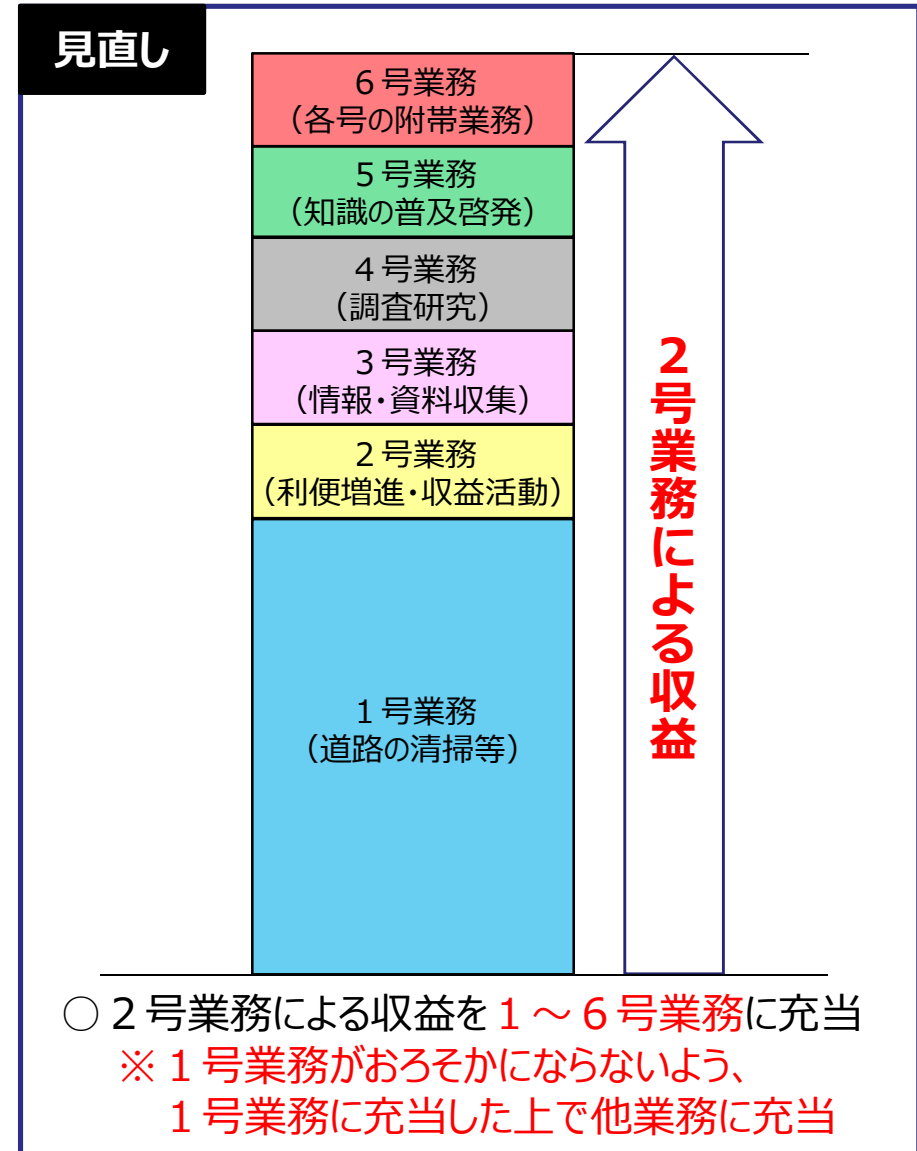 見直し
６号業務
（各号の附帯業務）
５号業務
（知識の普及啓発）
４号業務
（調査研究）
３号業務
（情報・資料収集）
２号業務
（利便増進・収益活動）
１号業務
（道路の清掃等）
２号業務による収益
○２号業務による収益を１～６号業務に充当
※１号業務がおろそかにならないよう、
１号業務に充当した上で他業務に充当